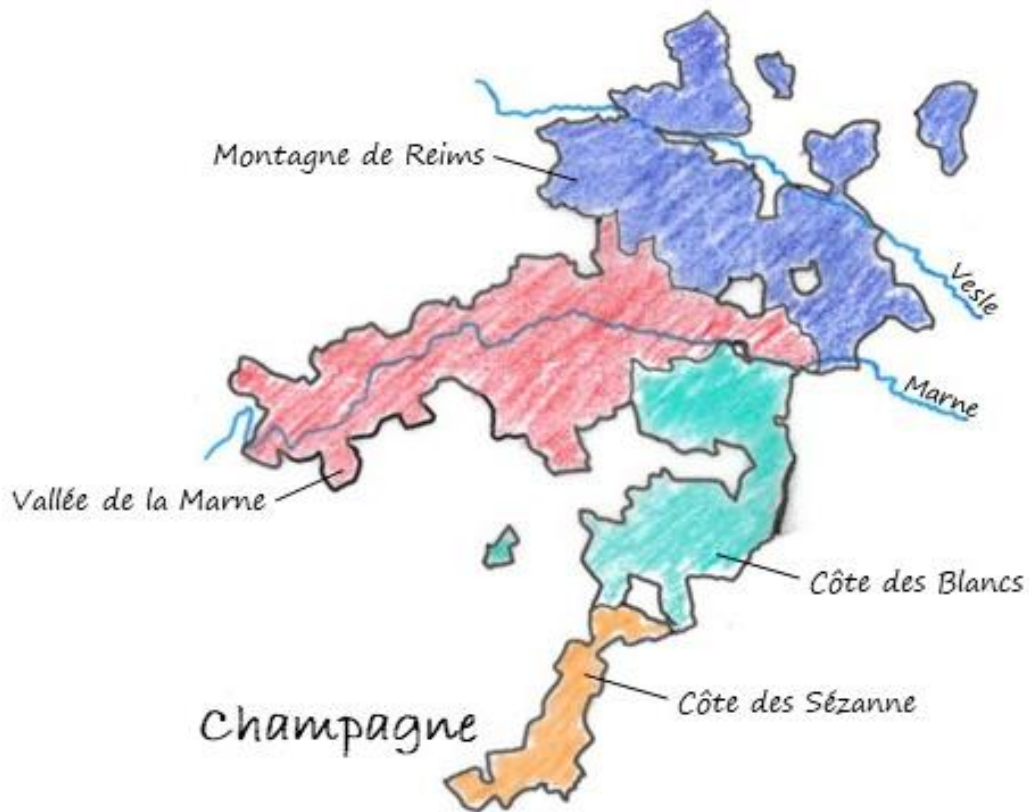 Montagne de Reims
Vesle
Marne
Vallée de la Marne
Côte des Blancs
Côte des Sézanne
Champagne